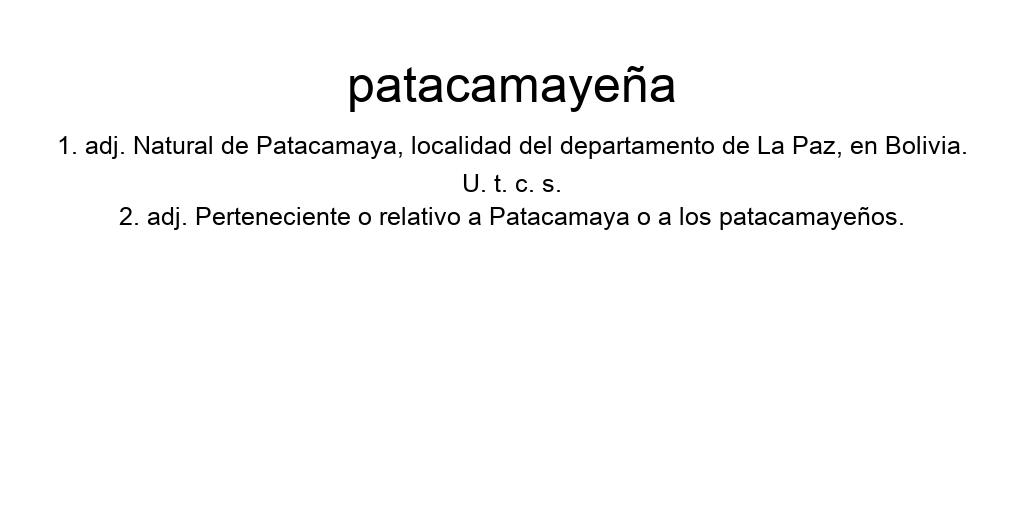 patacamayeña
1. adj. Natural de Patacamaya, localidad del departamento de La Paz, en Bolivia.
U. t. c. s.
2. adj. Perteneciente o relativo a Patacamaya o a los patacamayeños.